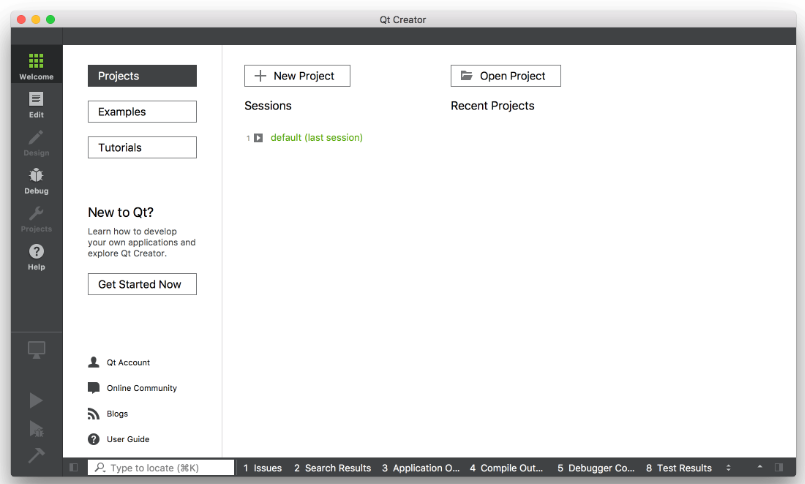 Qt Creator
Welcome
Edit
Design
Debug
Projects
Help
Projects
Examples
Tutorials
New to Qt?
Learn how to develop
your own applications and
explore Qt Creator.
Get Started Now
Qt Account
Online Community
Blogs
User Guide
New Project
Open Project
Sessions
Recent Projects
1 default (last session)
Type to locate (⌘K)
1 Issues 2 Search Results 3 Application O... 4 Compile Out... 5 Debugger Co... 8 Test Results